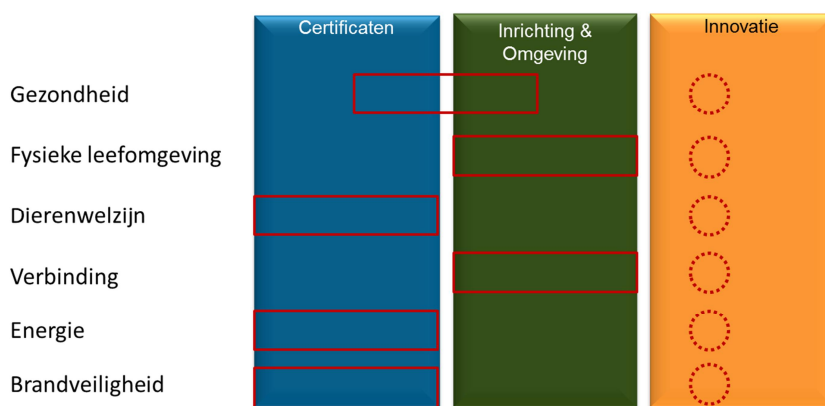 Certificaten
Inrichting &
Omgeving
Innovatie
Gezondheid
Fysieke leefomgeving
Dierenwelzijn
Verbinding
Energie
Brandveiligheid